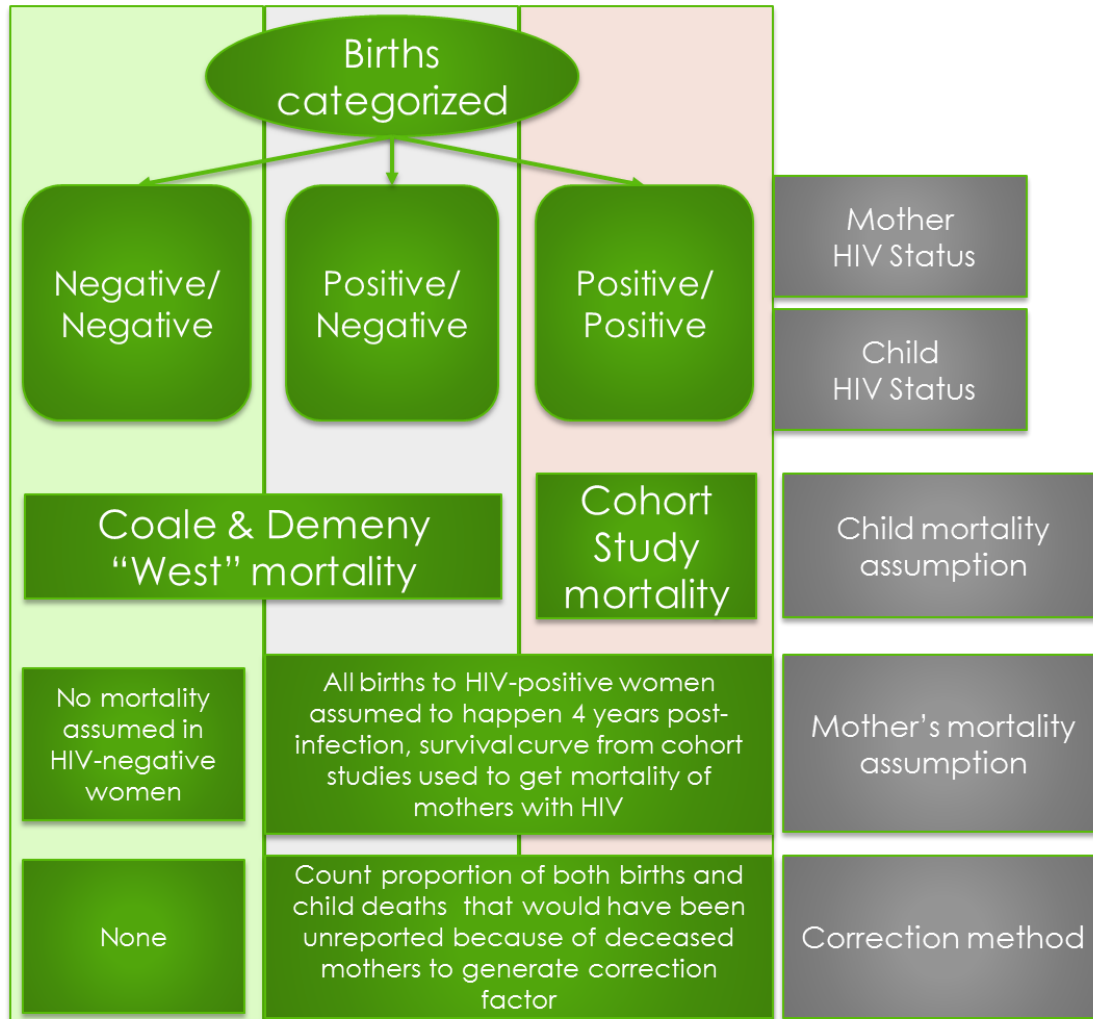 Births
categorized
Negative/
Negative
Positive/
Negative
Positive/
Positive
Mother
HIV Status
Child
HIV Status
Coale & Demeny
“West” mortality
Cohort
Study
mortality
Child mortality
assumption
No mortality
assumed in
HIV-negative
women
All births to HIV-positive women
assumed to happen 4 years post-
infection, survival curve from cohort
studies used to get mortality of
mothers with HIV
Mother’s mortality
assumption
None
Count proportion of both births and
child deaths that would have been
unreported because of deceased
mothers to generate correction
factor
Correction method